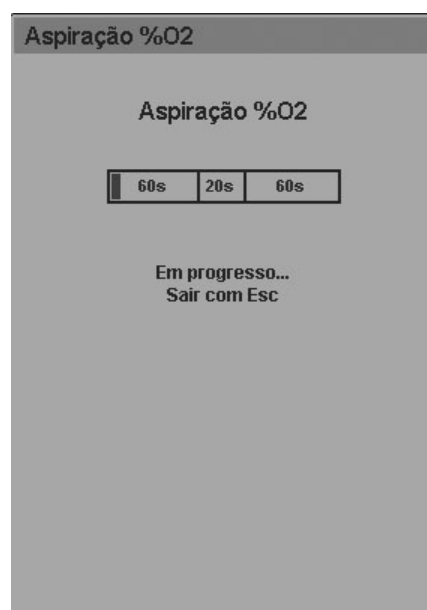 Aspiração %O2
Aspiração %O2
60s 20s 60s
Em progresso...
Sair com Esc